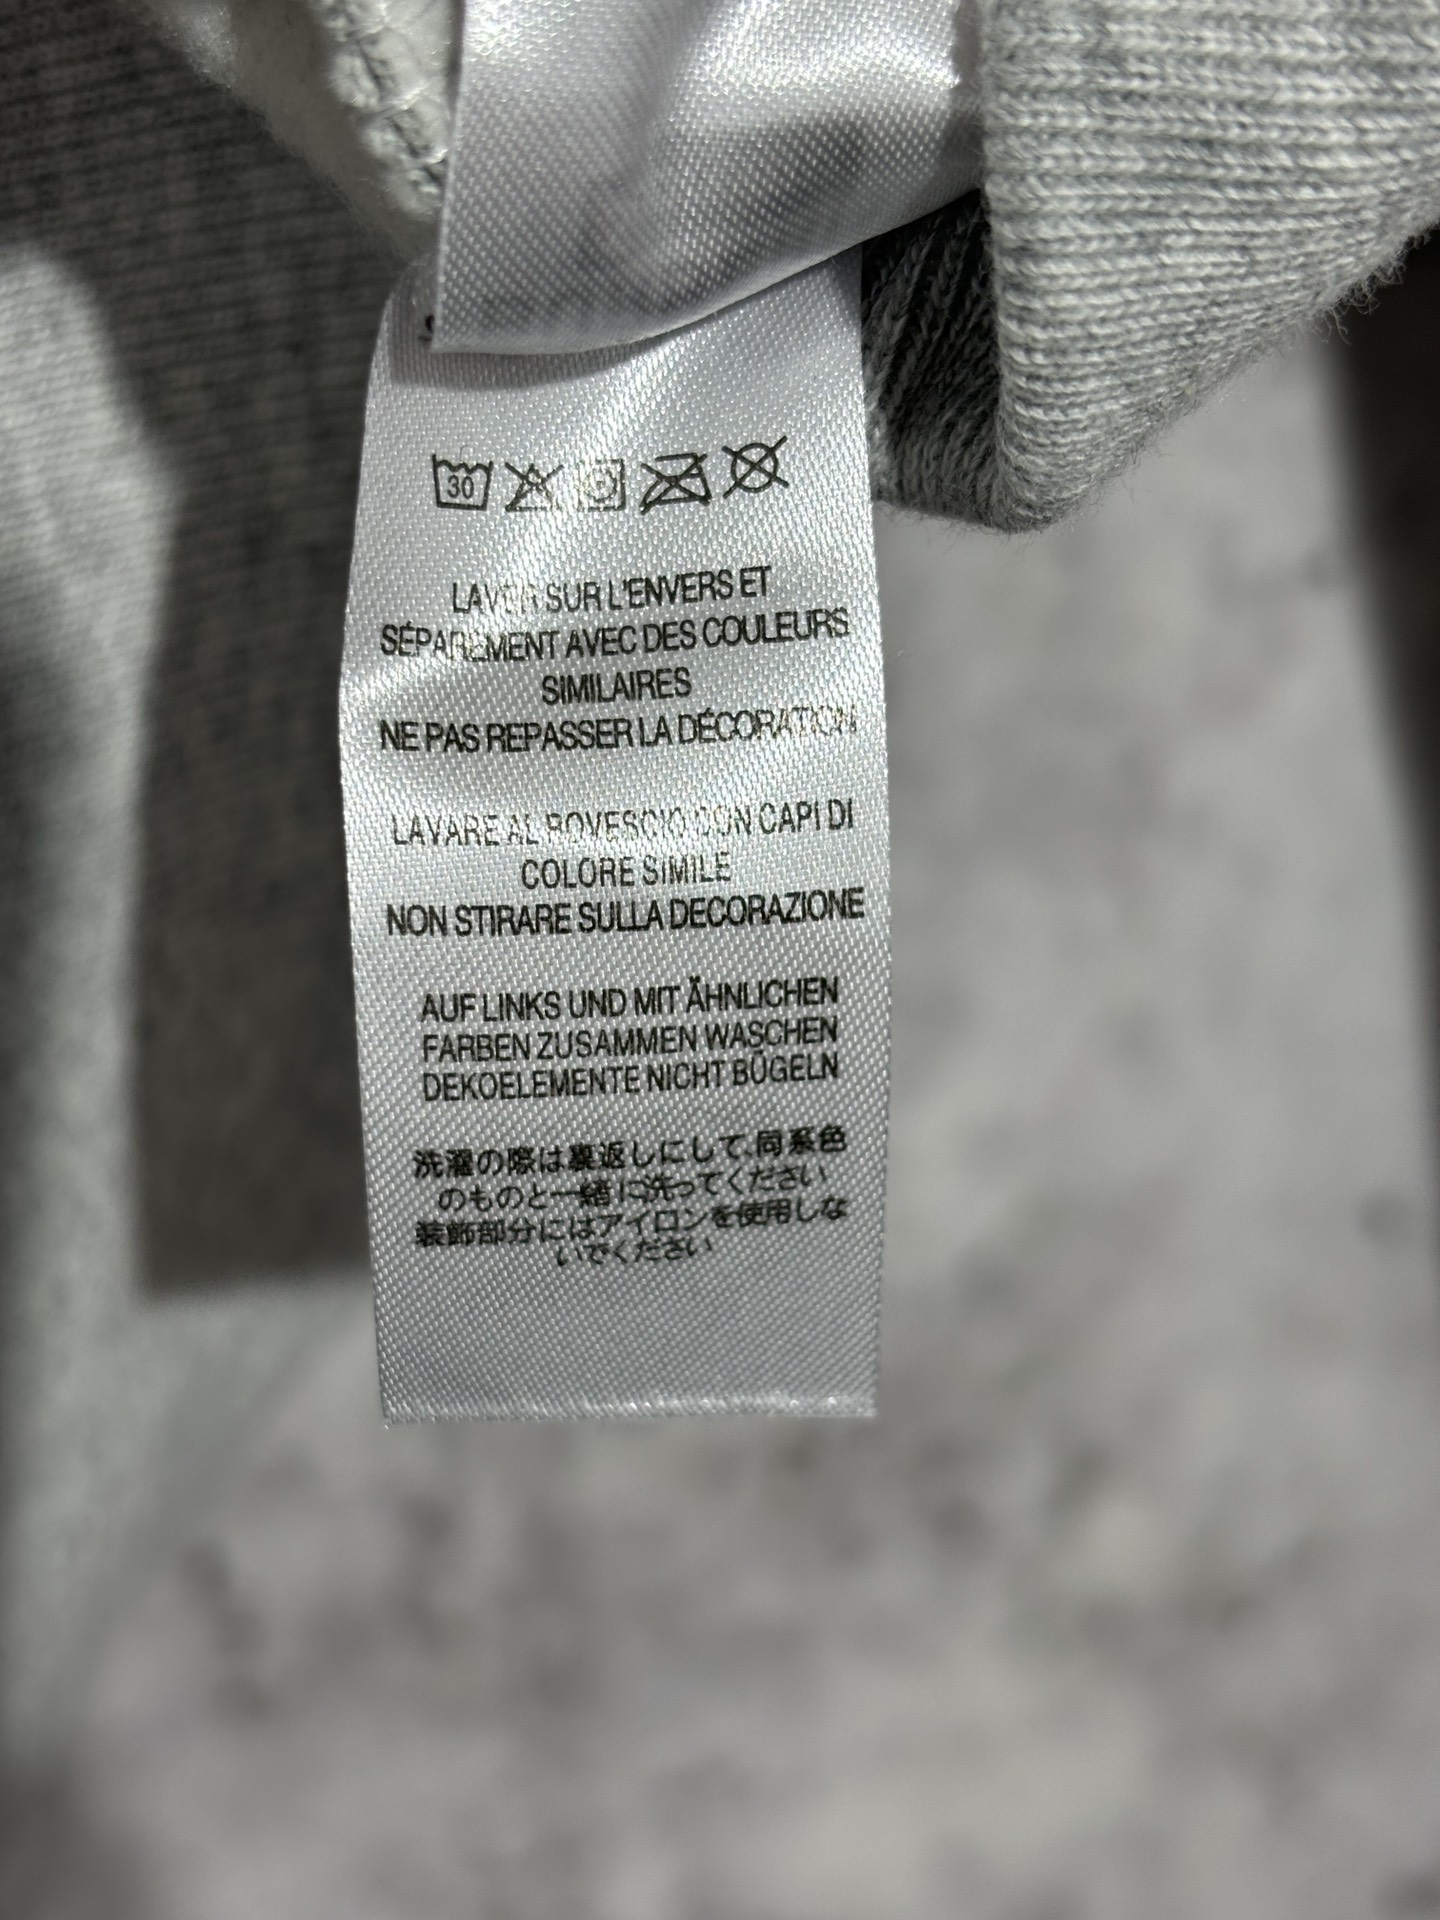 30
LAVER SUR L'ENVERS ET
SÉPARÉMENT AVEC DES COULEURS
SIMILAIRES
NE PAS REPASSER LA DÉCORATION
LAVARE AL ROVESCIO CON CAPI DI
COLORE SIMILE
NON STIRARE SULLA DECORAZIONE
AUF LINKS UND MIT ÄHNLICHEN
FARBEN ZUSAMMEN WASCHEN
DEKOELEMENTE NICHT BÜGELN
洗濯の際は裏返しにして、同系色
のものと一緒に洗ってください
装飾部分にはアイロンを使用しな
いでください